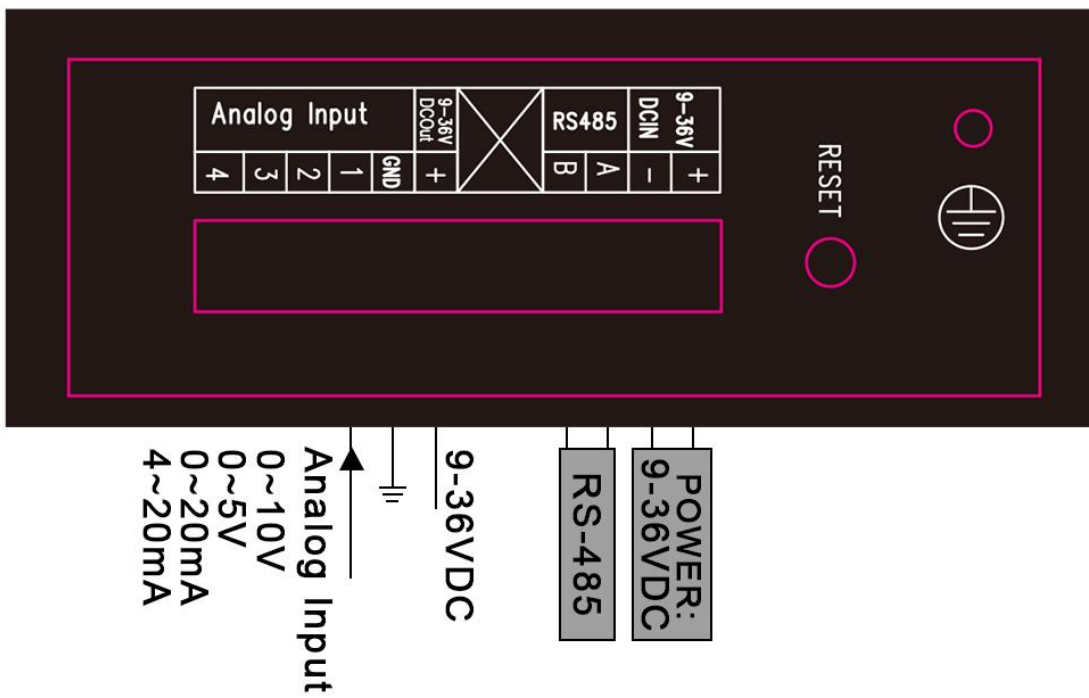 Analog Input
9-36V
DCOut
RS485
DCIN
9-36V
4
3
2
1
GND
+
B
A
-
+
RESET
Analog Input
0~10V
0~5V
0~20mA
4~20mA
9-36VDC
RS-485
POWER:
9-36VDC